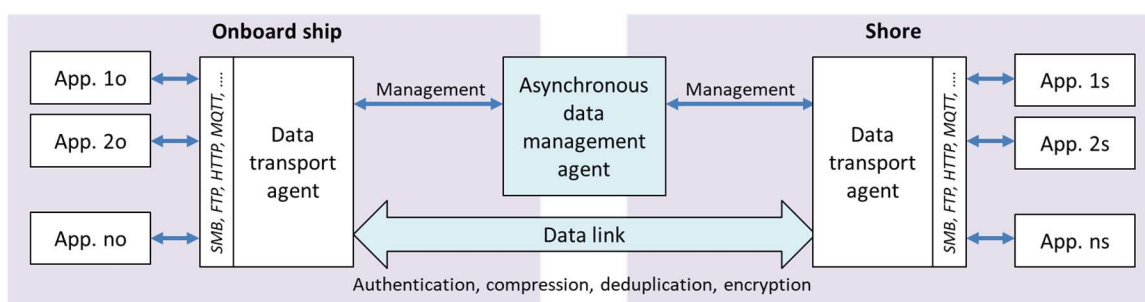 Onboard ship
Shore
App. 1o
App. 2o
App. no
SMB, FTP, HTTP, MQTT, ....
Data
transport
agent
Management
Asynchronous
data
management
agent
Management
Data link
Data
transport
agent
SMB, FTP, HTTP, MQTT, ....
App. 1s
App. 2s
App. ns
Authentication, compression, deduplication, encryption